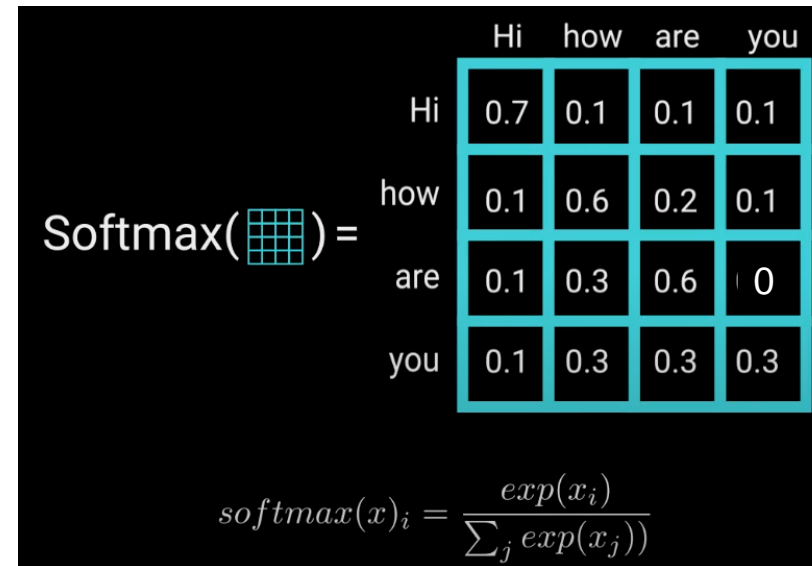 Hi how are you
Hi 0.7 0.1 0.1 0.1
how 0.1 0.6 0.2 0.1
Softmax( ) =
are 0.1 0.3 0.6 0
you 0.1 0.3 0.3 0.3
softmax(x)_i = exp(x_i) / ∑_j exp(x_j))